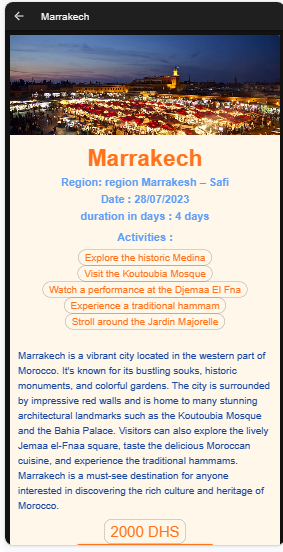 Marrakech
Marrakech
Region: region Marrakesh – Safi
Date : 28/07/2023
duration in days : 4 days
Activities :
Explore the historic Medina
Visit the Koutoubia Mosque
Watch a performance at the Djemaa El Fna
Experience a traditional hammam
Stroll around the Jardin Majorelle
Marrakech is a vibrant city located in the western part of
Morocco. It's known for its bustling souks, historic
monuments, and colorful gardens. The city is surrounded
by impressive red walls and is home to many stunning
architectural landmarks such as the Koutoubia Mosque
and the Bahia Palace. Visitors can also explore the lively
Jemaa el-Fnaa square, taste the delicious Moroccan
cuisine, and experience the traditional hammams.
Marrakech is a must-see destination for anyone
interested in discovering the rich culture and heritage of
Morocco.
2000 DHS